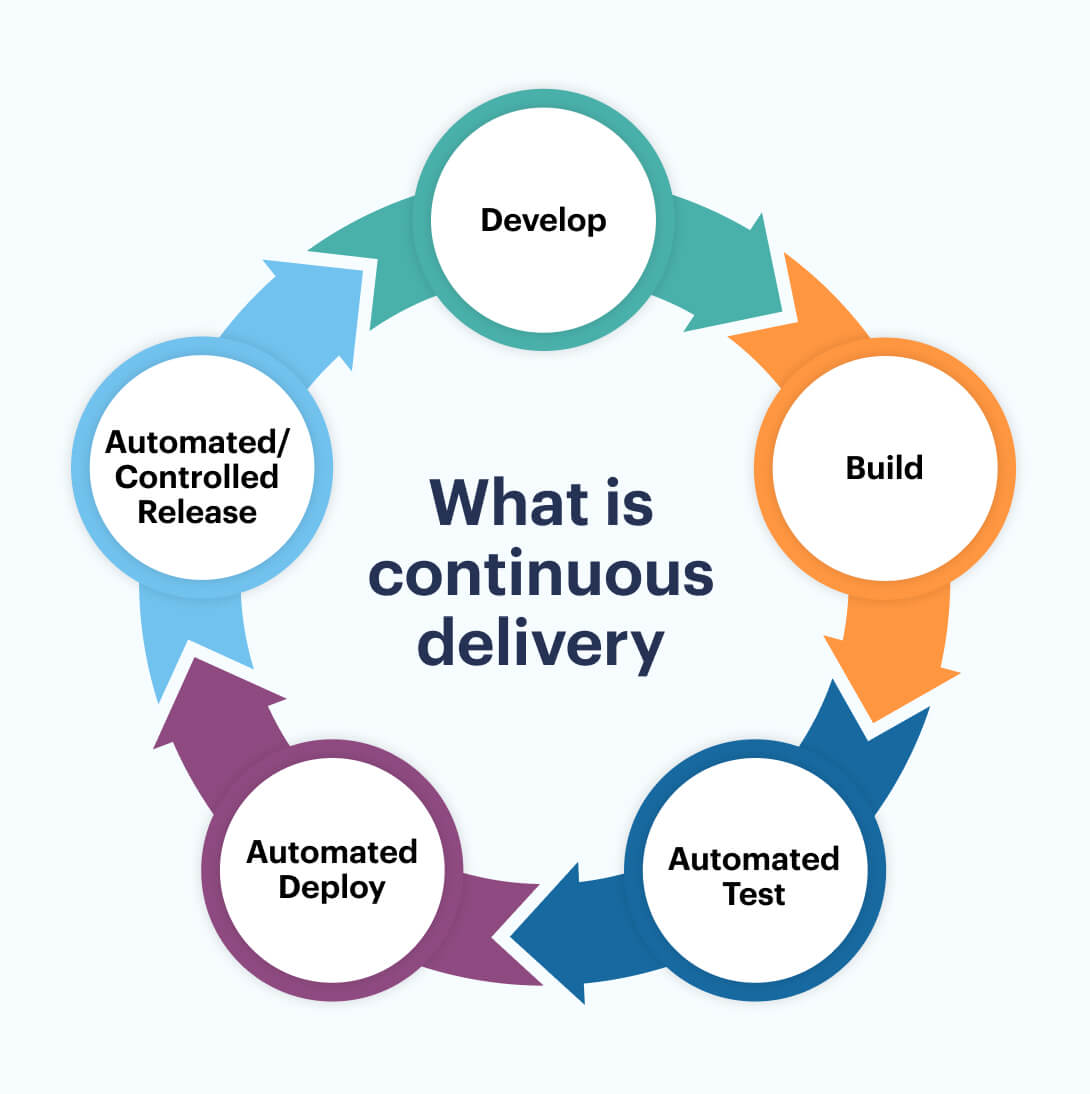 Develop
Build
Automated
Test
Automated
Deploy
Automated/
Controlled
Release
What is
continuous
delivery